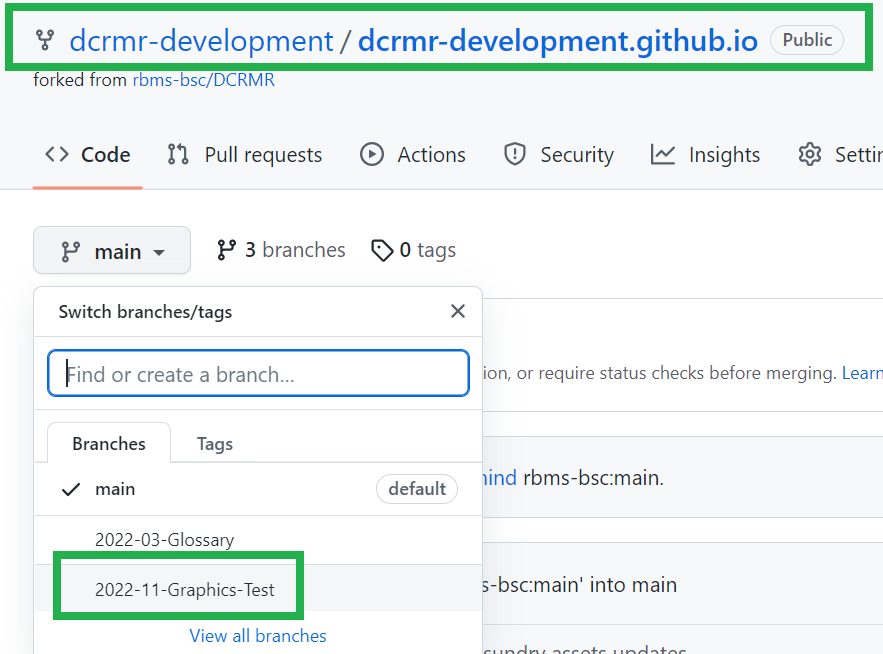 dcrmr-development / dcrmr-development.github.io Public
forked from rbms-bsc/DCRMR
Code Pull requests Actions Security Insights
main 3 branches 0 tags
Switch branches/tags
Find or create a branch...
ion, or require status checks before merging. Learn
Branches Tags
main default
hind rbms-bsc:main.
2022-03-Glossary
2022-11-Graphics-Test
s-bsc:main' into main
View all branches
sundry assets updates